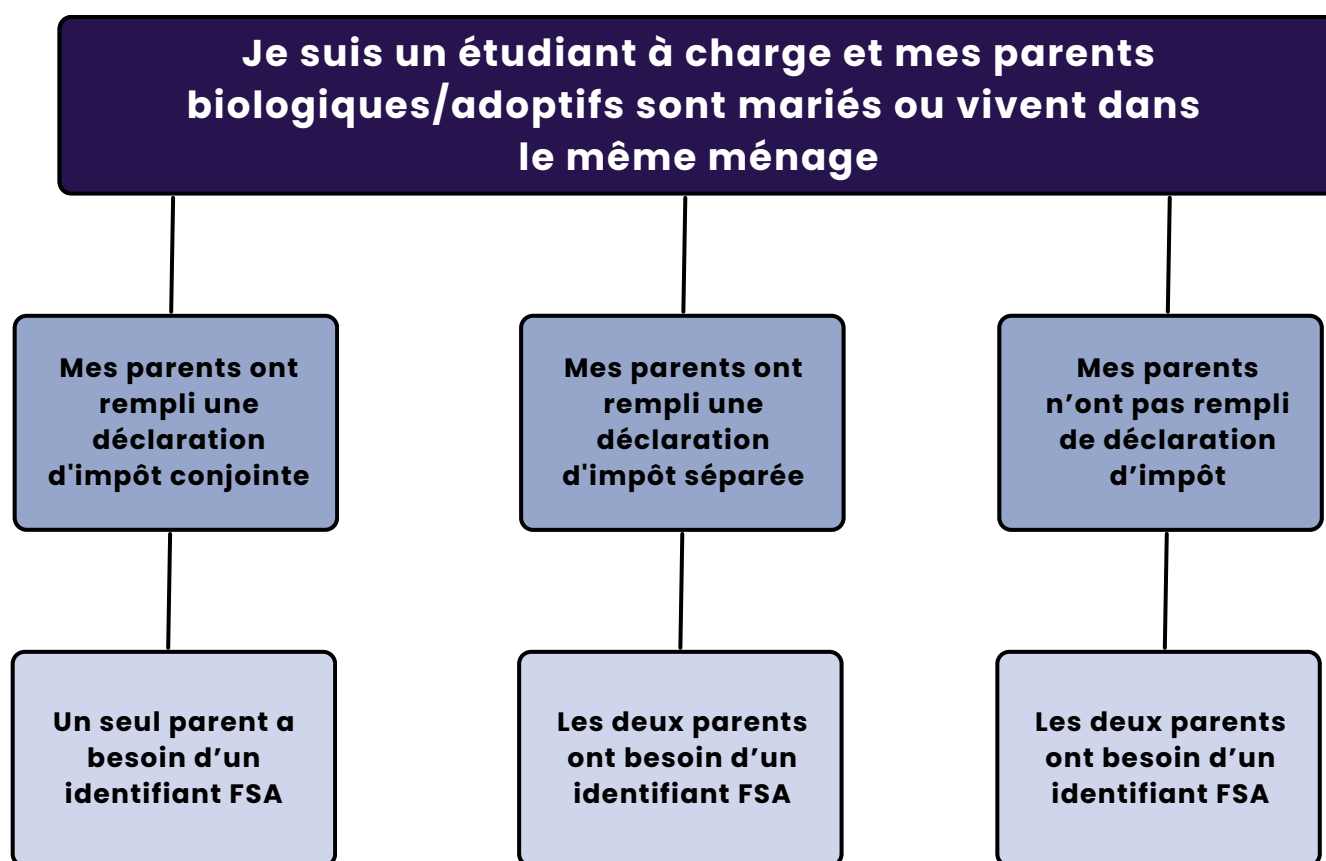 Je suis un étudiant à charge et mes parents
biologiques/adoptifs sont mariés ou vivent dans
le même ménage
Mes parents ont
rempli une
déclaration
d'impôt conjointe
Mes parents ont
rempli une
déclaration
d'impôt séparée
Mes parents
n’ont pas rempli
de déclaration
d’impôt
Un seul parent a
besoin d’un
identifiant FSA
Les deux parents
ont besoin d’un
identifiant FSA
Les deux parents
ont besoin d’un
identifiant FSA